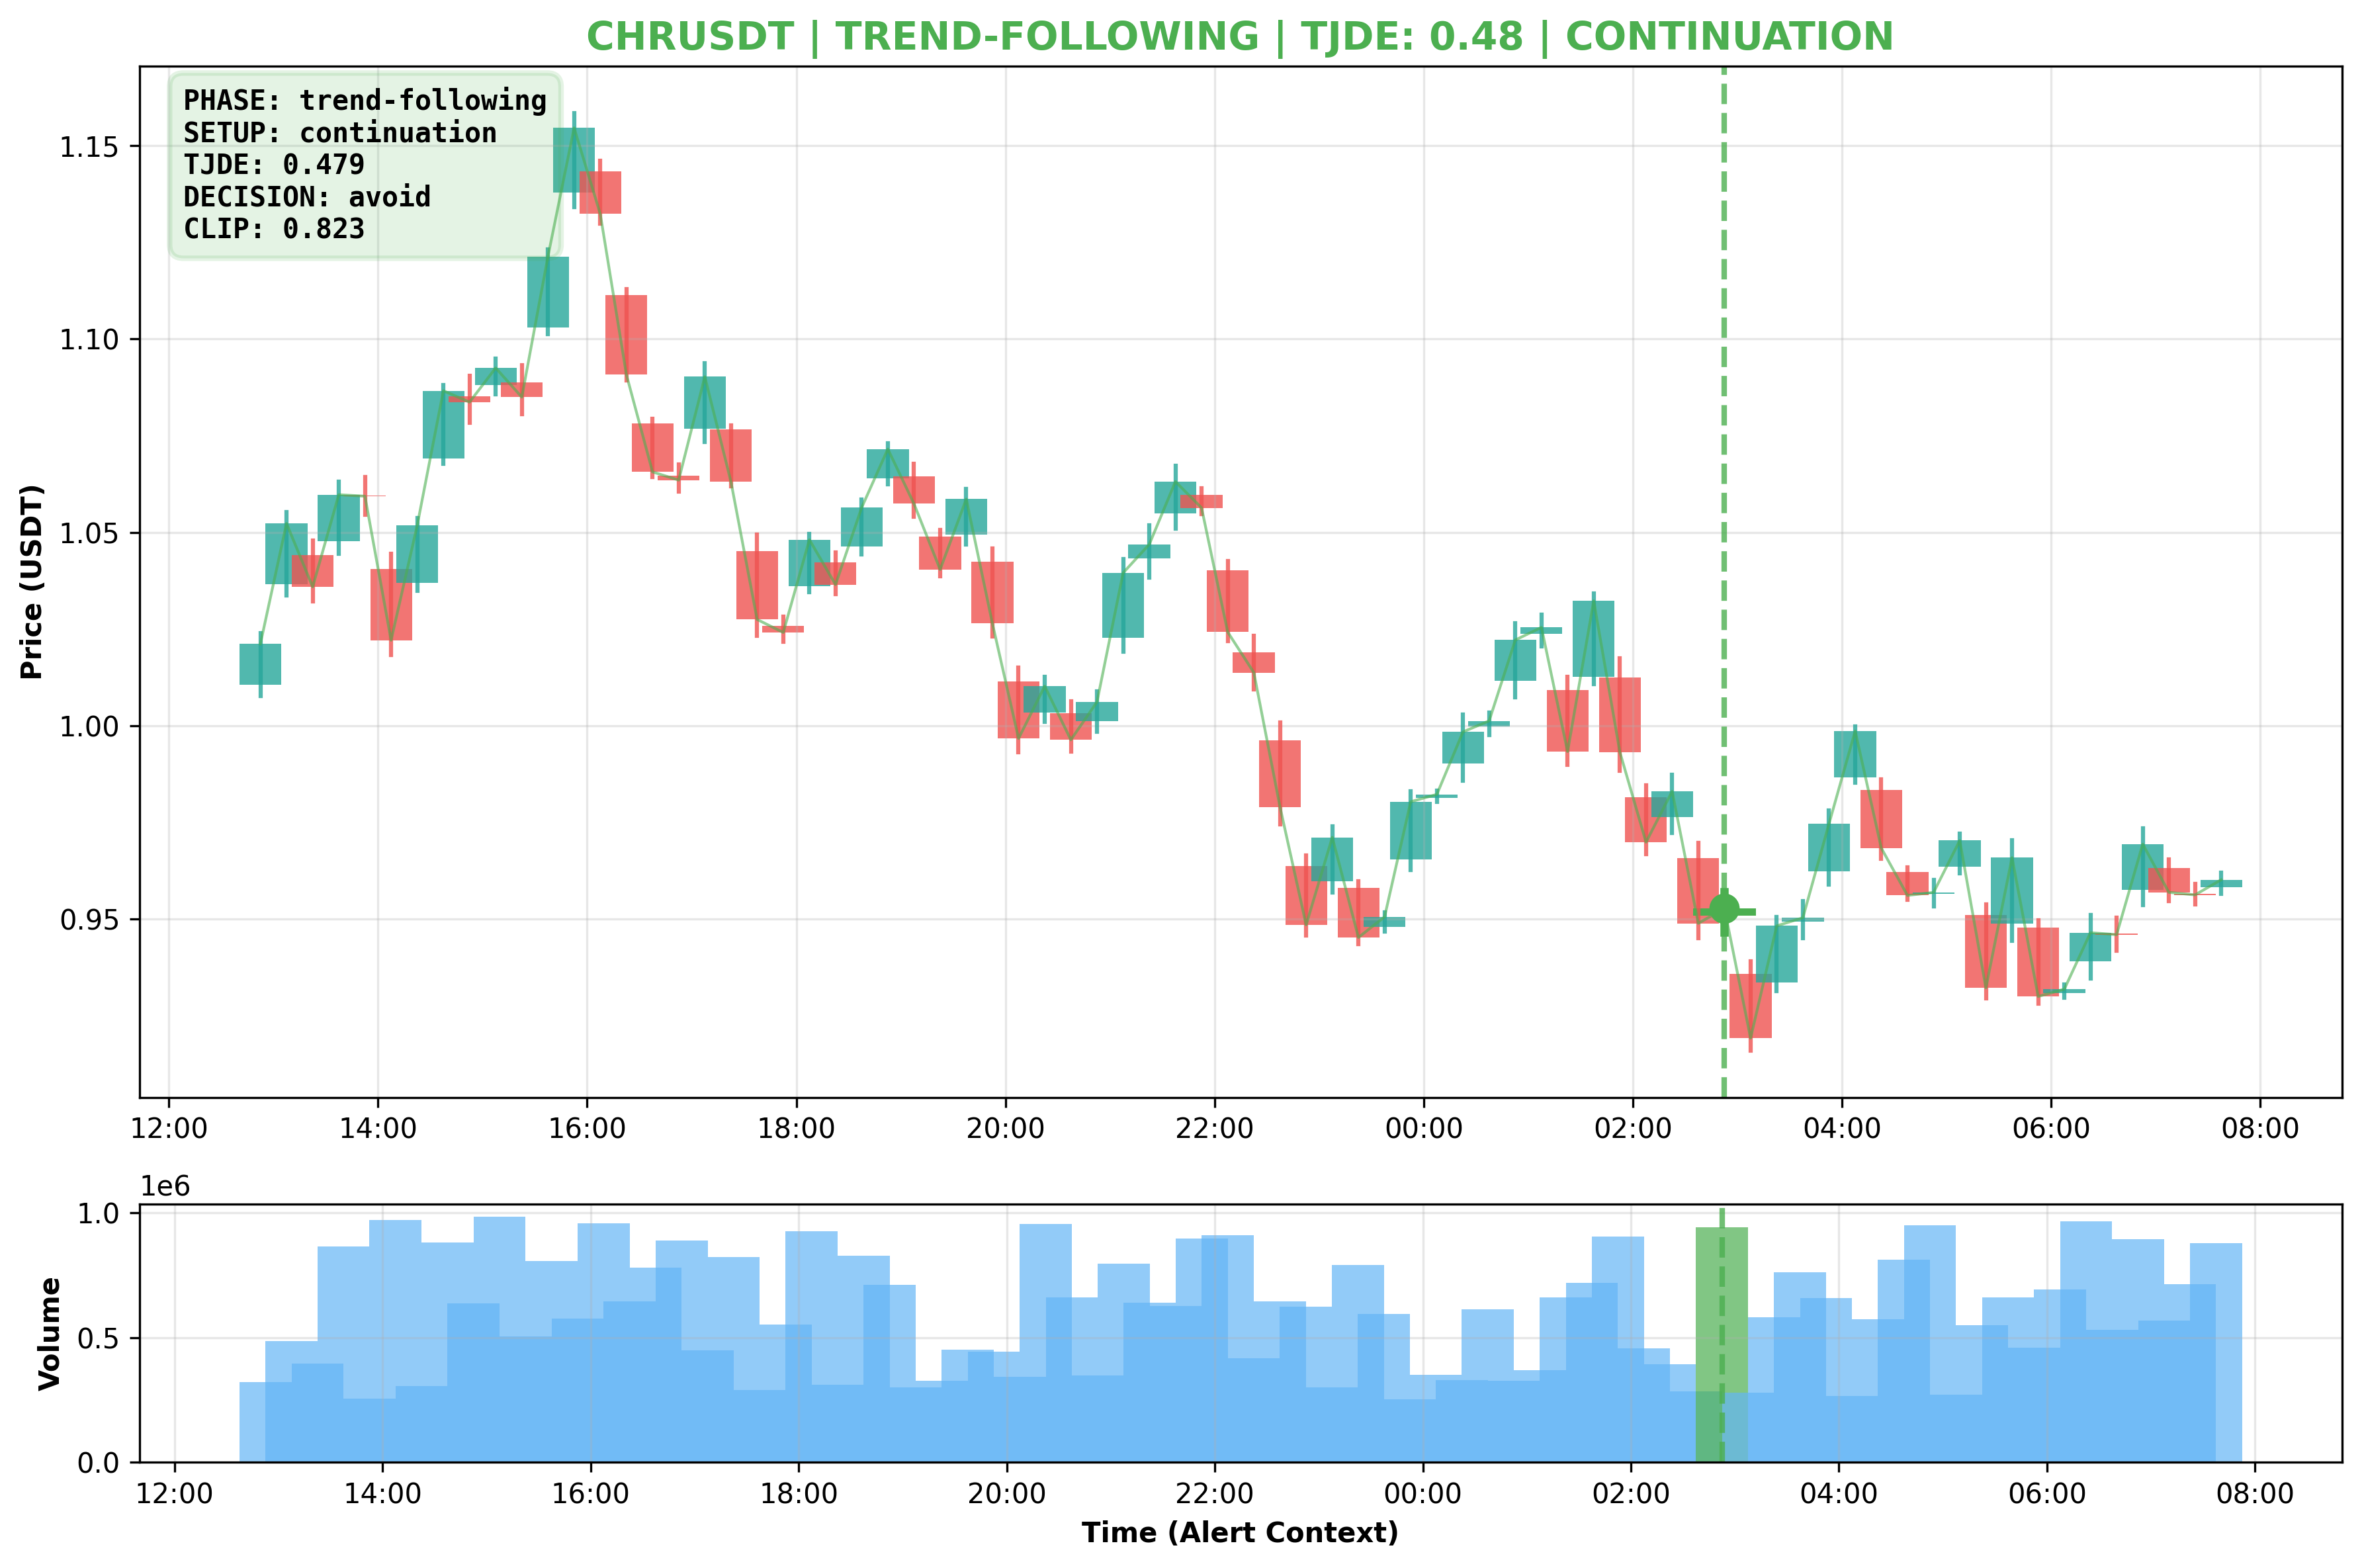 CHRUSDT | TREND-FOLLOWING | TJDE: 0.48 | CONTINUATION
PHASE: trend-following
SETUP: continuation
TJDE: 0.479
DECISION: avoid
CLIP: 0.823
Price (USDT)
1.15
1.10
1.05
1.00
0.95
12:00 14:00 16:00 18:00 20:00 22:00 00:00 02:00 04:00 06:00 08:00
1e6
Volume
1.0
0.5
0.0
12:00 14:00 16:00 18:00 20:00 22:00 00:00 02:00 04:00 06:00 08:00
Time (Alert Context)